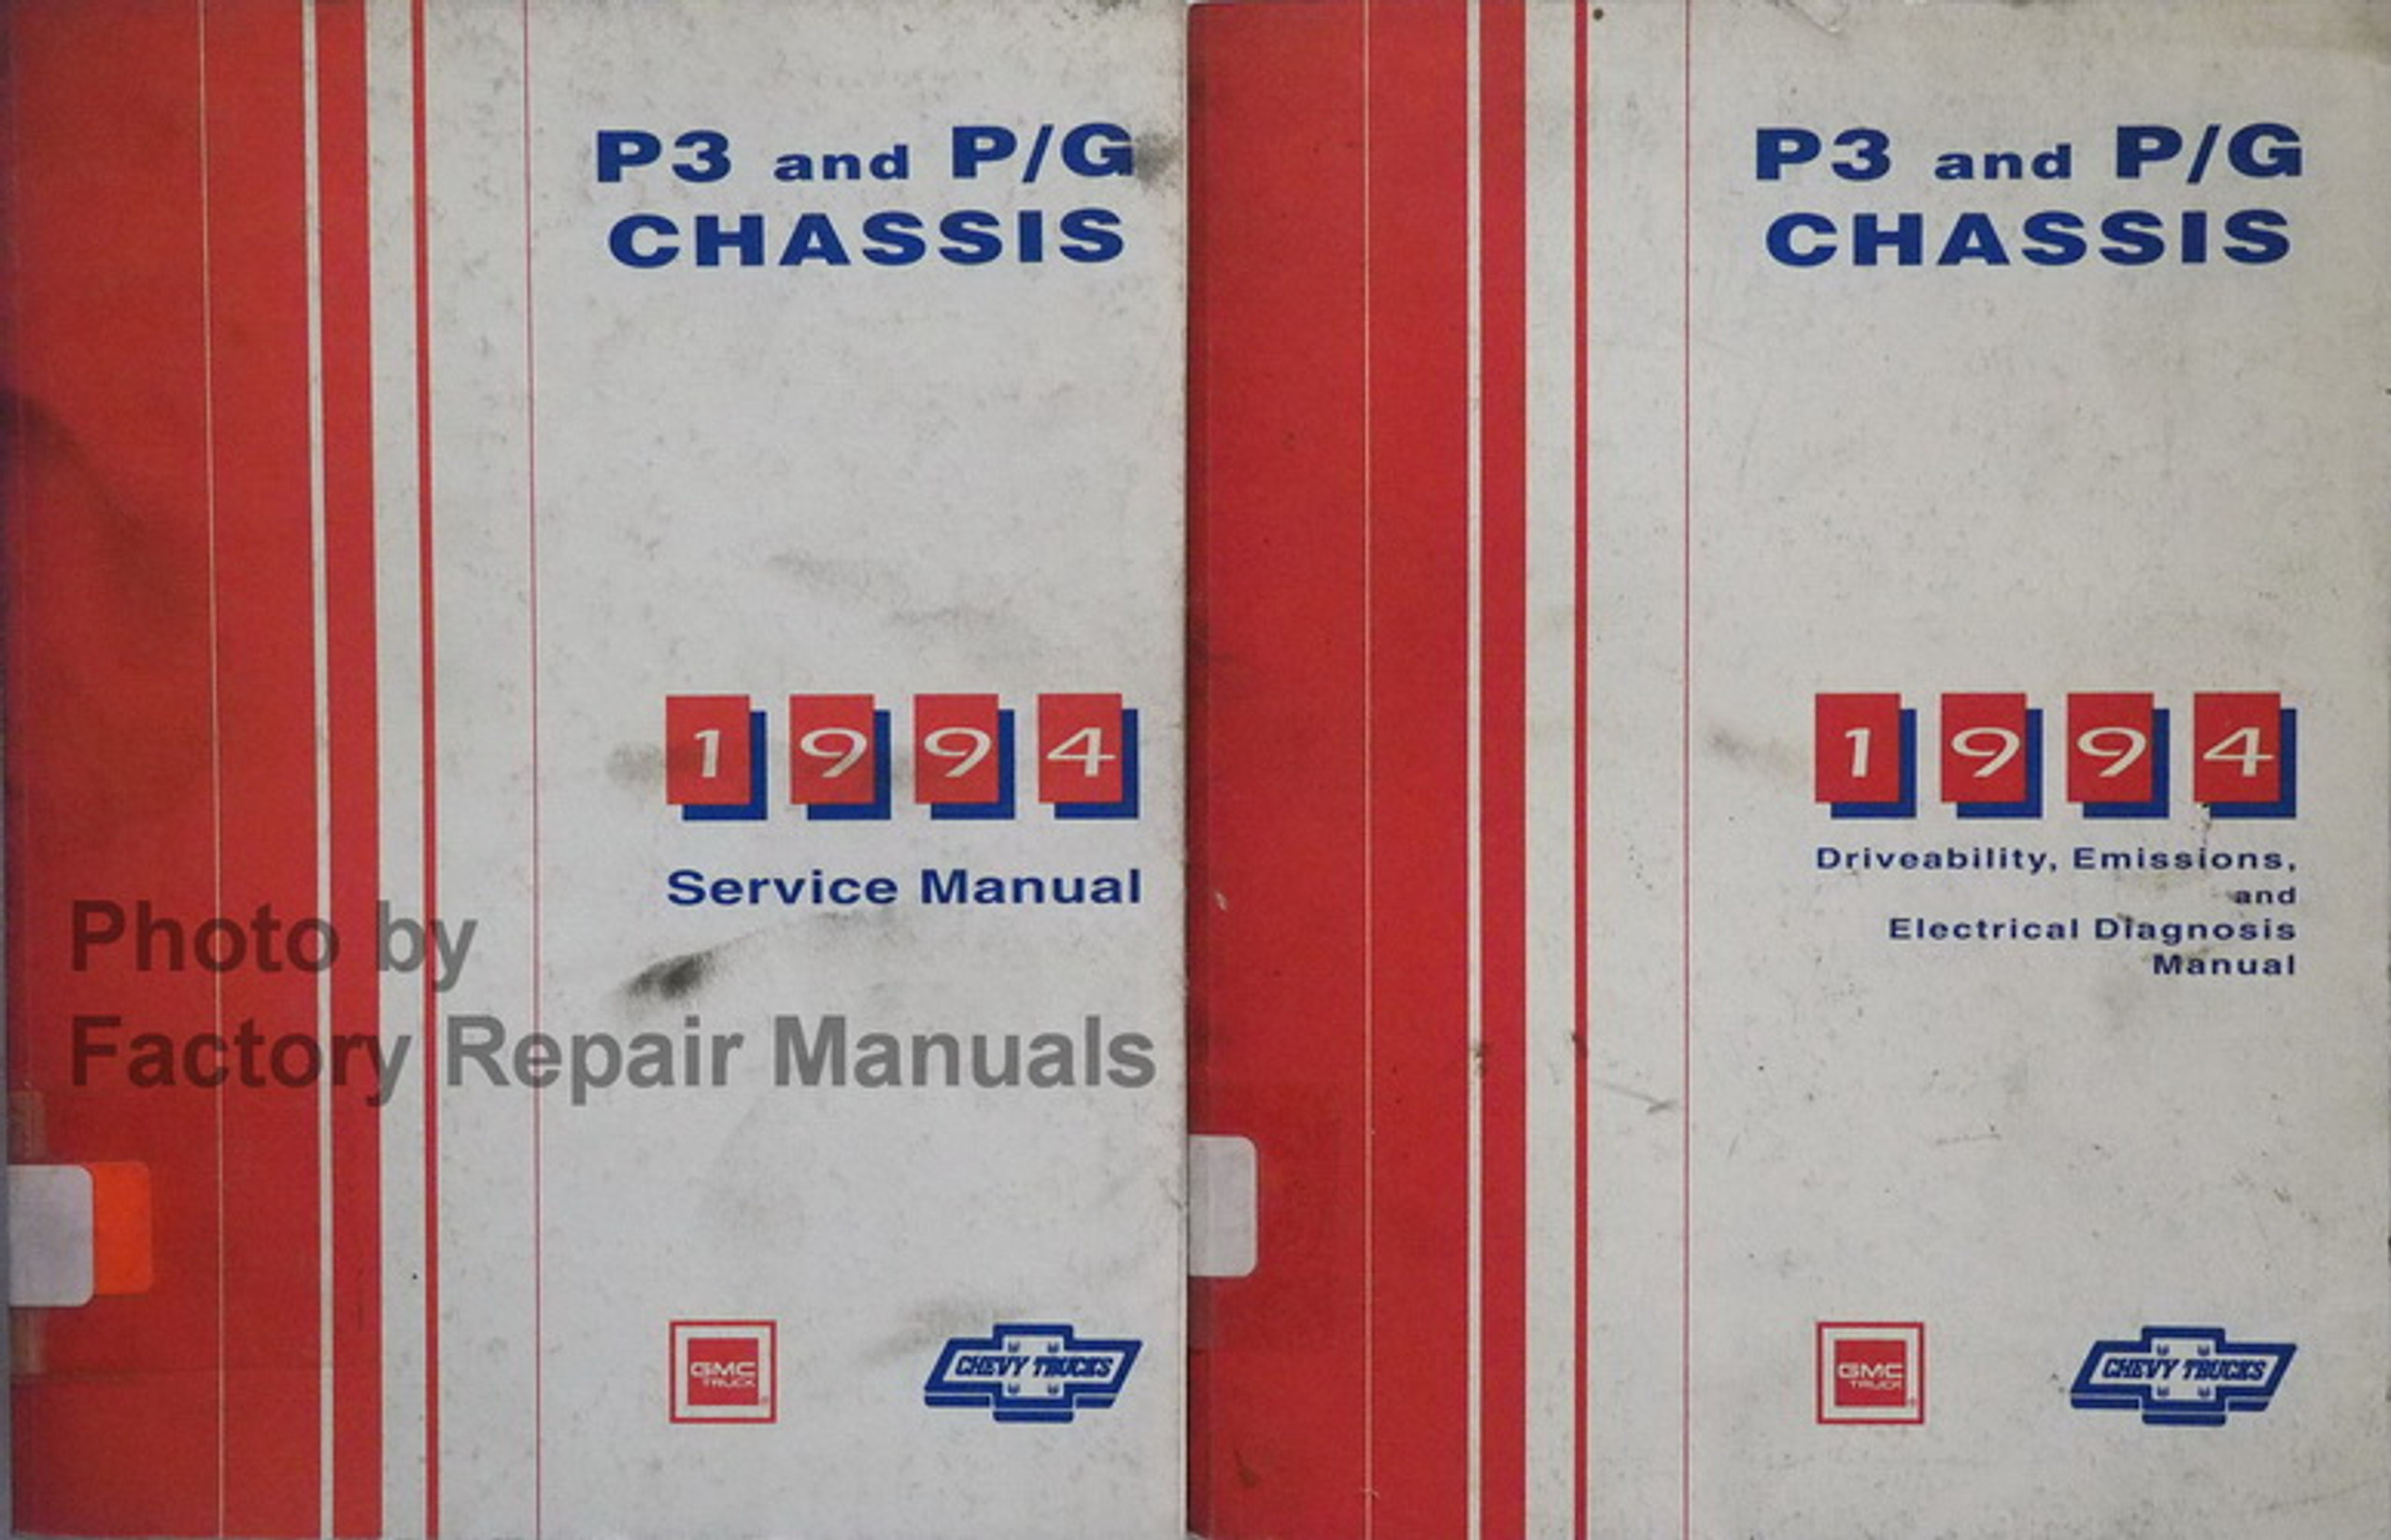 P3 and P/G
CHASSIS
1994
Service Manual
Photo by
Factory Repair Manuals
GMC
TRUCK
CHEVY TRUCKS
P3 and P/G
CHASSIS
1994
Driveability, Emissions,
and
Electrical Diagnosis
Manual
GMC
TRUCK
CHEVY TRUCKS